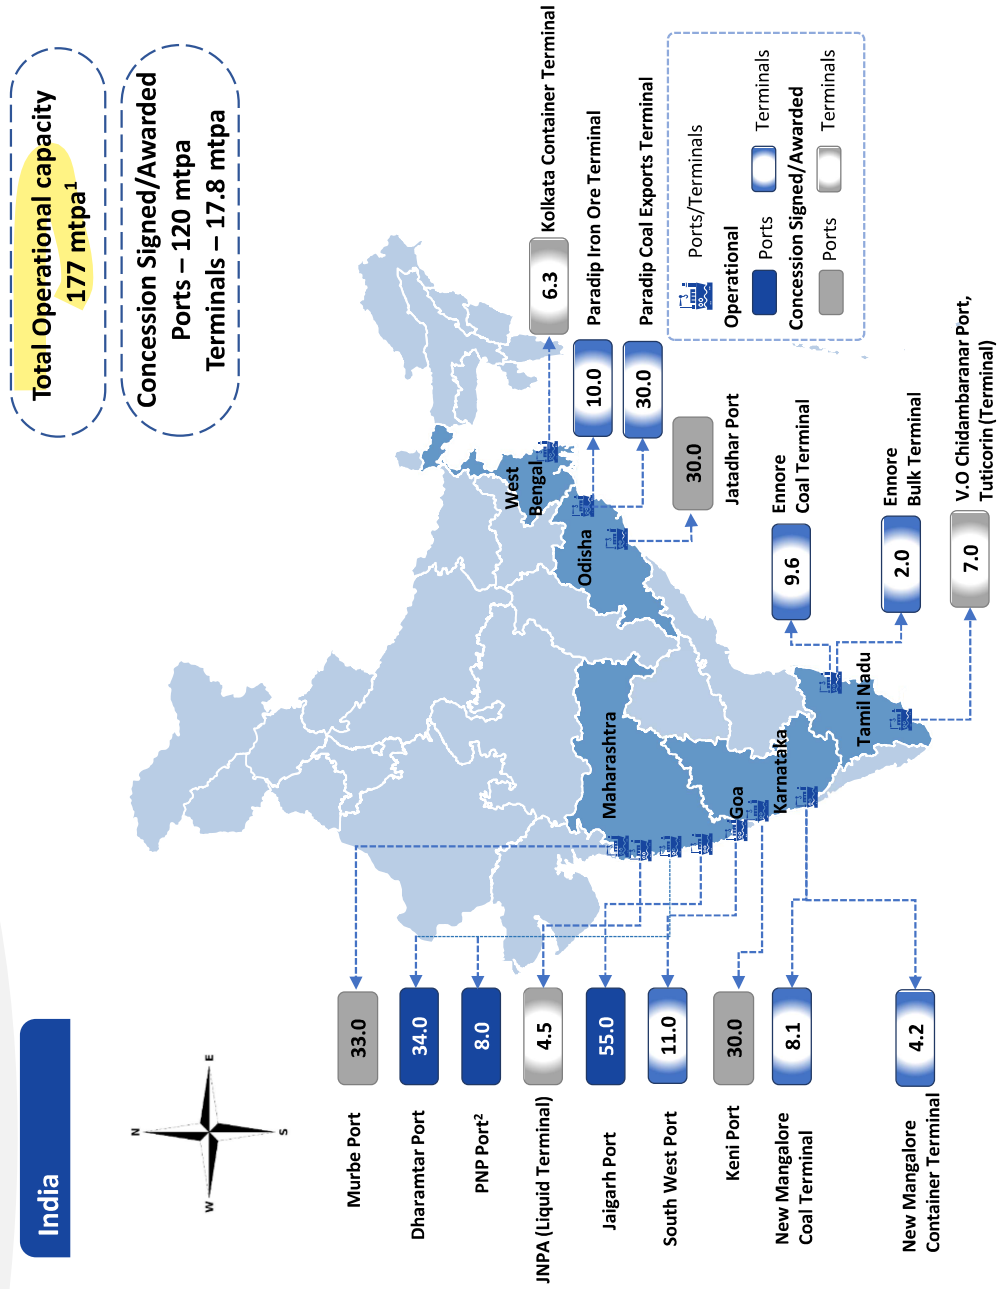 India
Total Operational capacity
177 mtpa¹
Concession Signed/Awarded
Ports – 120 mtpa
Terminals – 17.8 mtpa
N
W
E
S
Murbe Port
33.0
Dharamtar Port
34.0
PNP Port²
8.0
JNPA (Liquid Terminal)
4.5
Jaigarh Port
55.0
South West Port
11.0
Keni Port
30.0
New Mangalore
Coal Terminal
8.1
New Mangalore
Container Terminal
4.2
Maharashtra
Goa
Karnataka
Tamil Nadu
Odisha
West
Bengal
6.3
Kolkata Container Terminal
10.0
Paradip Iron Ore Terminal
30.0
Paradip Coal Exports Terminal
30.0
Jatadhar Port
9.6
Ennore
Coal Terminal
2.0
Ennore
Bulk Terminal
7.0
V.O Chidambaranar Port,
Tuticorin (Terminal)
Ports/Terminals
Operational
Ports
Terminals
Concession Signed/Awarded
Ports
Terminals